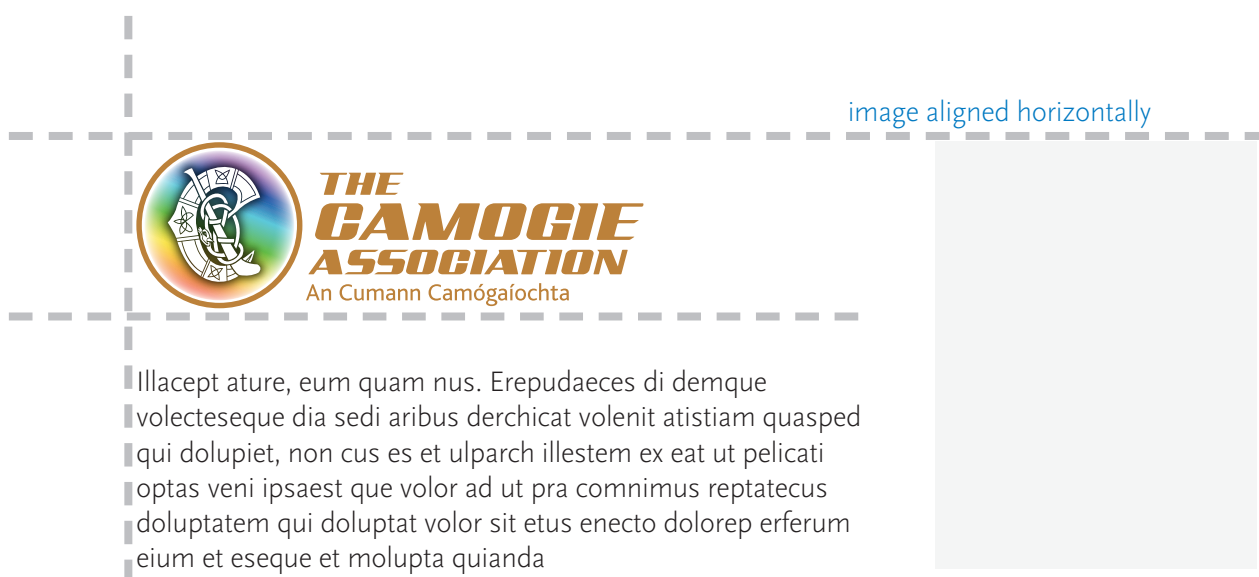 image aligned horizontally
THE
CAMOGIE
ASSOCIATION
An Cumann Camógaíochta
Illacept ature, eum quam nus. Erepudaeces di demque
volecteseque dia sedi aribus derchicat volenit atistiam quasped
qui dolupiet, non cus es et ulparch illestem ex eat ut pelicati
optas veni ipsaest que volor ad ut pra comnimus reptatecus
doluptatem qui doluptat volor sit etus enecto dolorep erferum
eium et eseque et molupta quianda